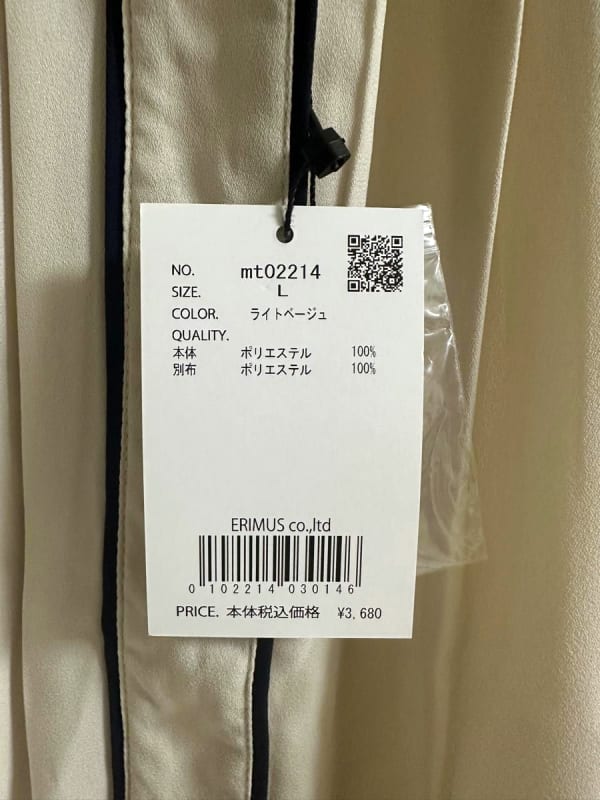 NO. mt02214
SIZE. L
COLOR. ライトベージュ
QUALITY.
本体 ポリエステル 100%
別布 ポリエステル 100%
ERIMUS co.,ltd
0 102214 030146
PRICE. 本体税込価格 ¥3,680